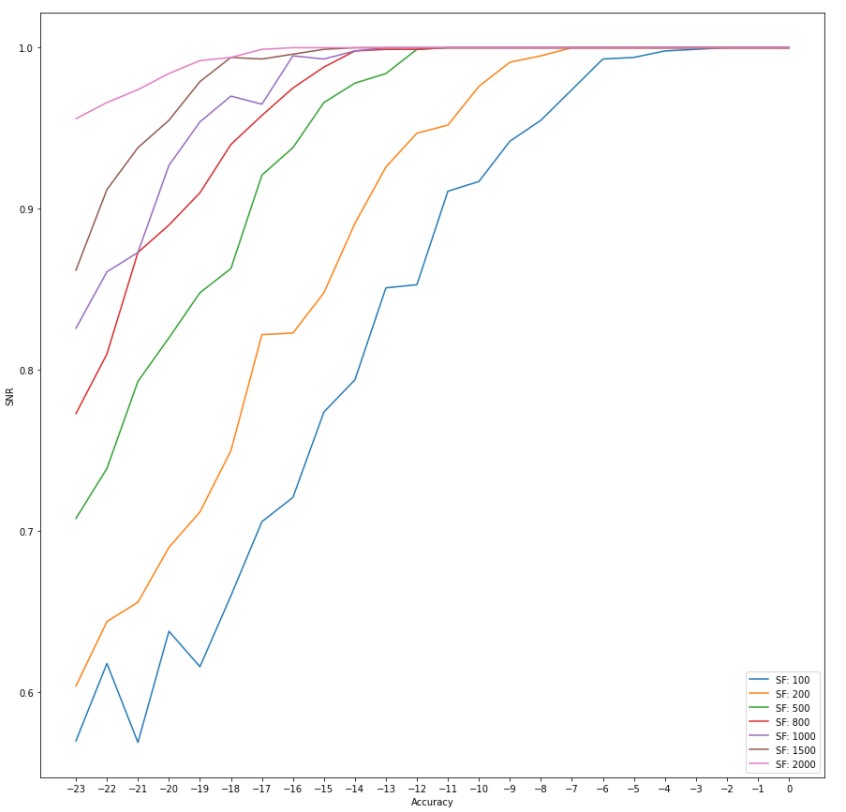 1.0
0.9
0.8
SNR
0.7
0.6
SF: 100
SF: 200
SF: 500
SF: 800
SF: 1000
SF: 1500
SF: 2000
−23 −22 −21 −20 −19 −18 −17 −16 −15 −14 −13 −12 −11 −10 −9 −8 −7 −6 −5 −4 −3 −2 −1 0
Accuracy